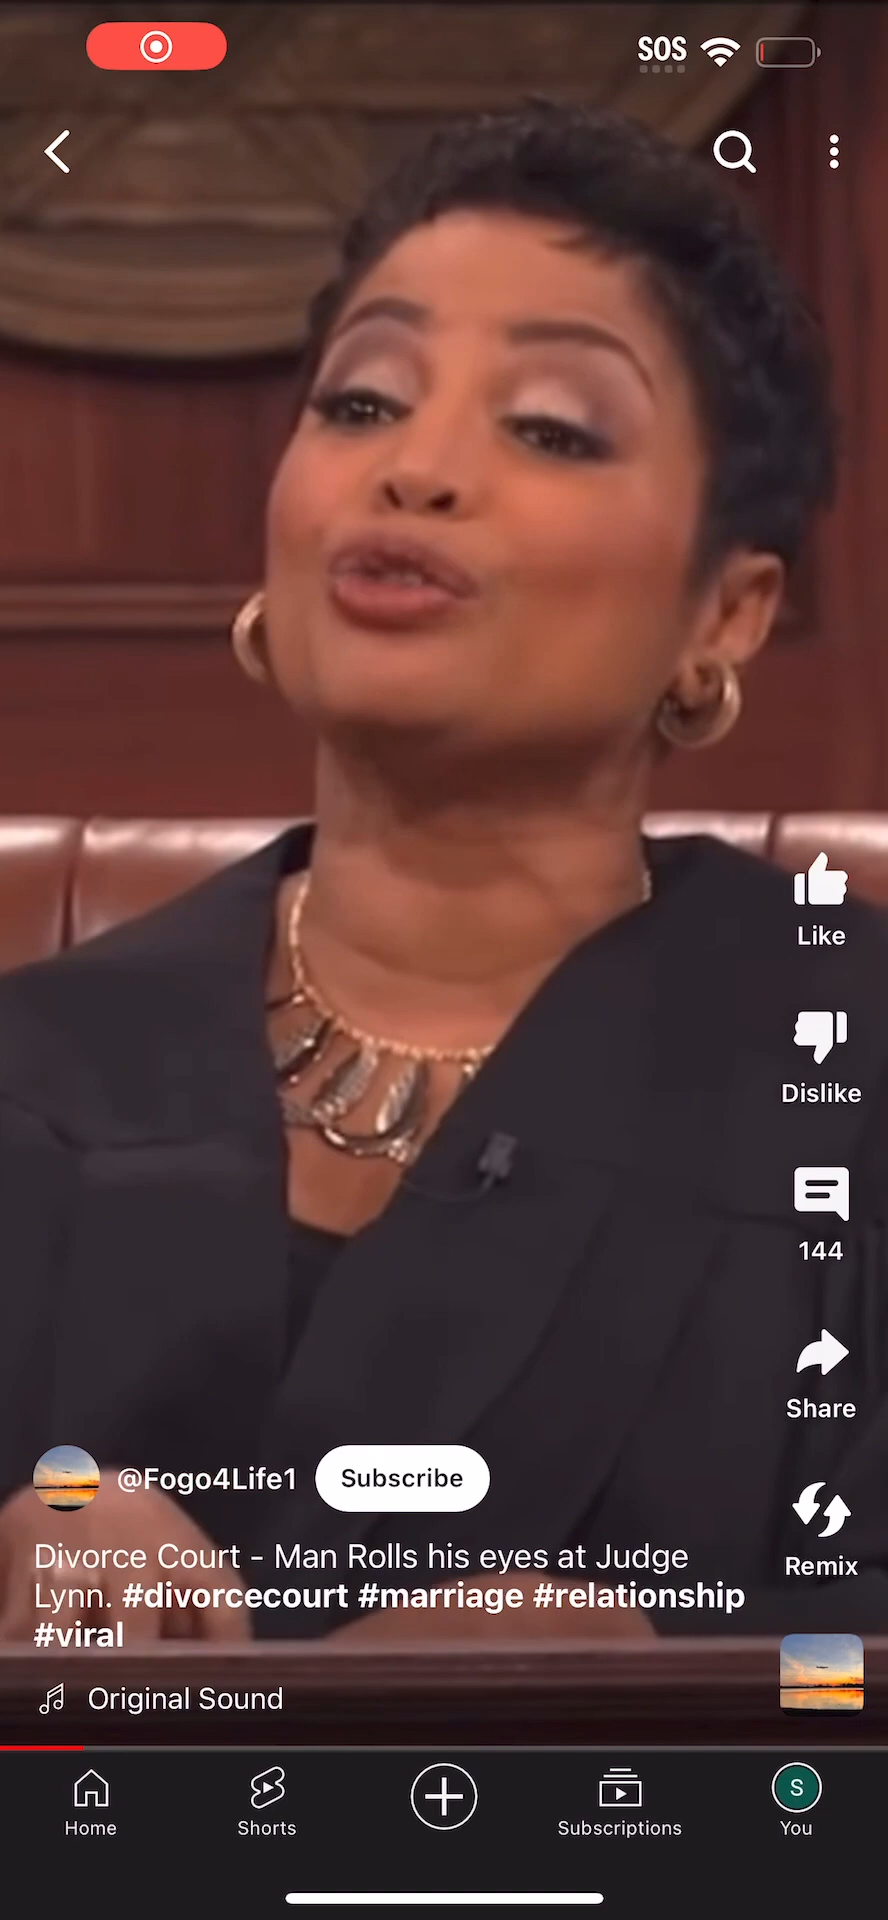 SOS
Like
Dislike
144
Share
Remix
@Fogo4Life1 Subscribe
Divorce Court - Man Rolls his eyes at Judge
Lynn. #divorcecourt #marriage #relationship
#viral
Original Sound
Home Shorts Subscriptions S You